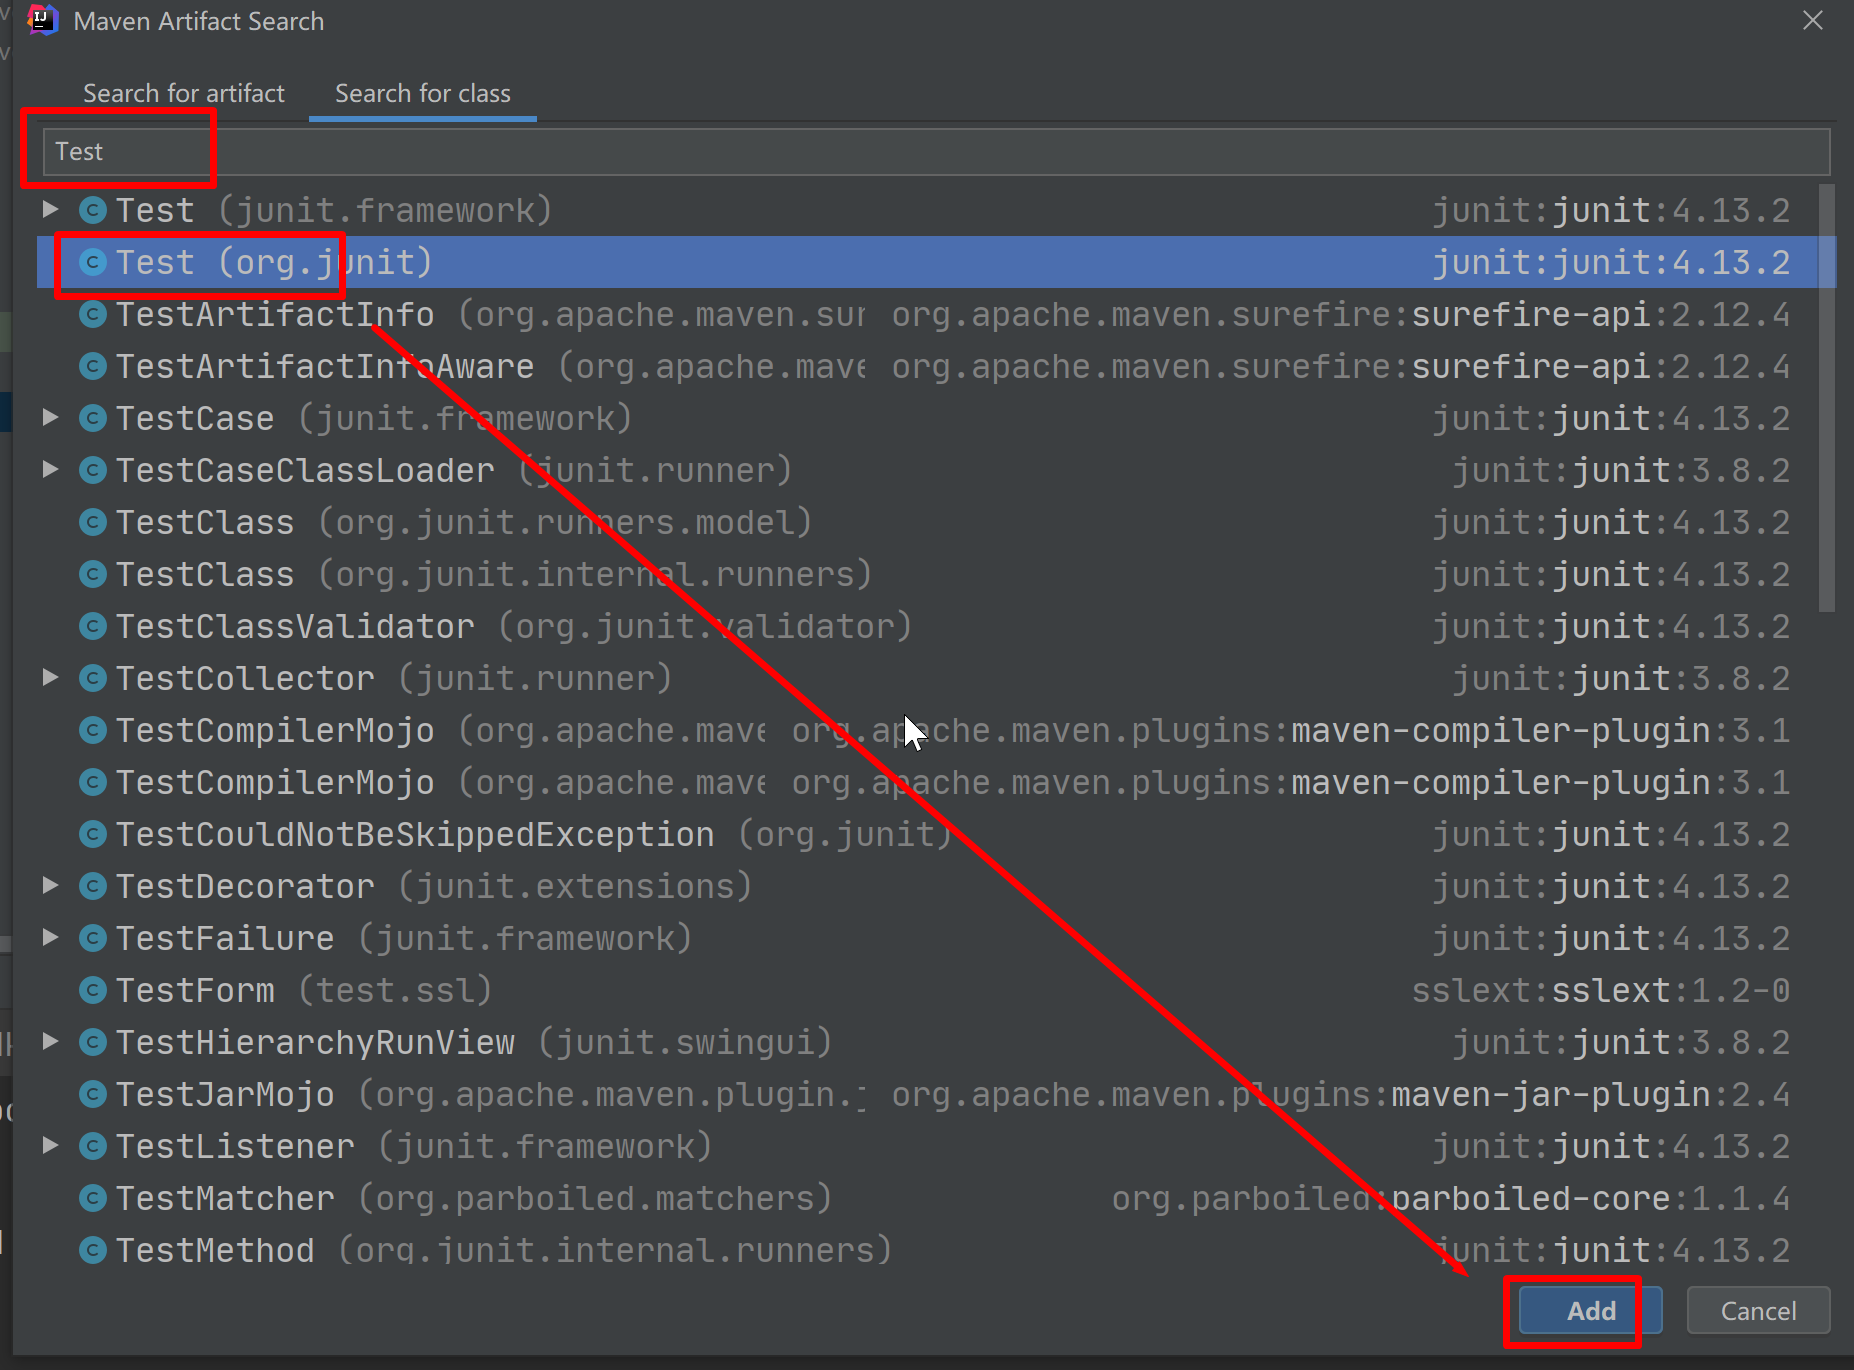 Maven Artifact Search
Search for artifact Search for class
Test
Test (junit.framework) junit:junit:4.13.2
Test (org.junit) junit:junit:4.13.2
TestArtifactInfo (org.apache.maven.sur org.apache.maven.surefire:surefire-api:2.12.4
TestArtifactInfoAware (org.apache.mave org.apache.maven.surefire:surefire-api:2.12.4
TestCase (junit.framework) junit:junit:4.13.2
TestCaseClassLoader (junit.runner) junit:junit:3.8.2
TestClass (org.junit.runners.model) junit:junit:4.13.2
TestClass (org.junit.internal.runners) junit:junit:4.13.2
TestClassValidator (org.junit.validator) junit:junit:4.13.2
TestCollector (junit.runner) junit:junit:3.8.2
TestCompilerMojo (org.apache.mave org.apache.maven.plugins:maven-compiler-plugin:3.1
TestCompilerMojo (org.apache.mave org.apache.maven.plugins:maven-compiler-plugin:3.1
TestCouldNotBeSkippedException (org.junit) junit:junit:4.13.2
TestDecorator (junit.extensions) junit:junit:4.13.2
TestFailure (junit.framework) junit:junit:4.13.2
TestForm (test.ssl) sslext:sslext:1.2-0
TestHierarchyRunView (junit.swingui) junit:junit:3.8.2
TestJarMojo (org.apache.maven.plugin.j org.apache.maven.plugins:maven-jar-plugin:2.4
TestListener (junit.framework) junit:junit:4.13.2
TestMatcher (org.parboiled.matchers) org.parboiled:parboiled-core:1.1.4
TestMethod (org.junit.internal.runners) junit:junit:4.13.2
Add Cancel